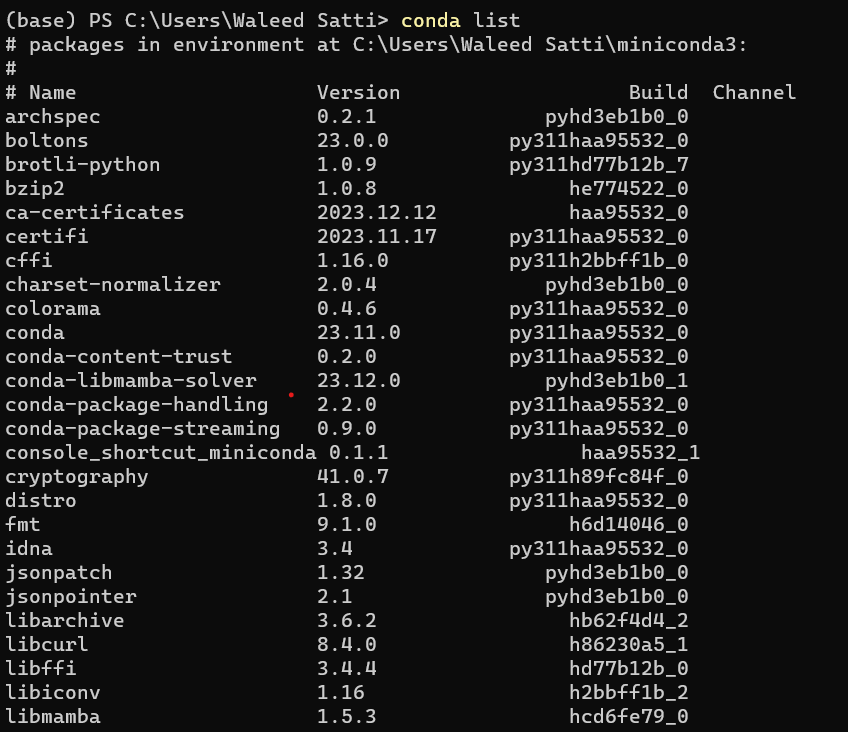 (base) PS C:\Users\Waleed Satti> conda list
# packages in environment at C:\Users\Waleed Satti\miniconda3:
#
# Name                    Version                   Build  Channel
archspec                  0.2.1              pyhd3eb1b0_0
boltons                   23.0.0          py311haa95532_0
brotli-python             1.0.9           py311hd77b12b_7
bzip2                     1.0.8                he774522_0
ca-certificates           2023.12.12           haa95532_0
certifi                   2023.11.17      py311haa95532_0
cffi                      1.16.0          py311h2bbff1b_0
charset-normalizer        2.0.4              pyhd3eb1b0_0
colorama                  0.4.6           py311haa95532_0
conda                     23.11.0         py311haa95532_0
conda-content-trust       0.2.0           py311haa95532_0
conda-libmamba-solver     23.12.0            pyhd3eb1b0_1
conda-package-handling    2.2.0           py311haa95532_0
conda-package-streaming   0.9.0           py311haa95532_0
console_shortcut_miniconda 0.1.1                haa95532_1
cryptography              41.0.7          py311h89fc84f_0
distro                    1.8.0           py311haa95532_0
fmt                       9.1.0                h6d14046_0
idna                      3.4             py311haa95532_0
jsonpatch                 1.32               pyhd3eb1b0_0
jsonpointer               2.1                pyhd3eb1b0_0
libarchive                3.6.2                hb62f4d4_2
libcurl                   8.4.0                h86230a5_1
libffi                    3.4.4                hd77b12b_0
libiconv                  1.16                 h2bbff1b_2
libmamba                  1.5.3                hcd6fe79_0